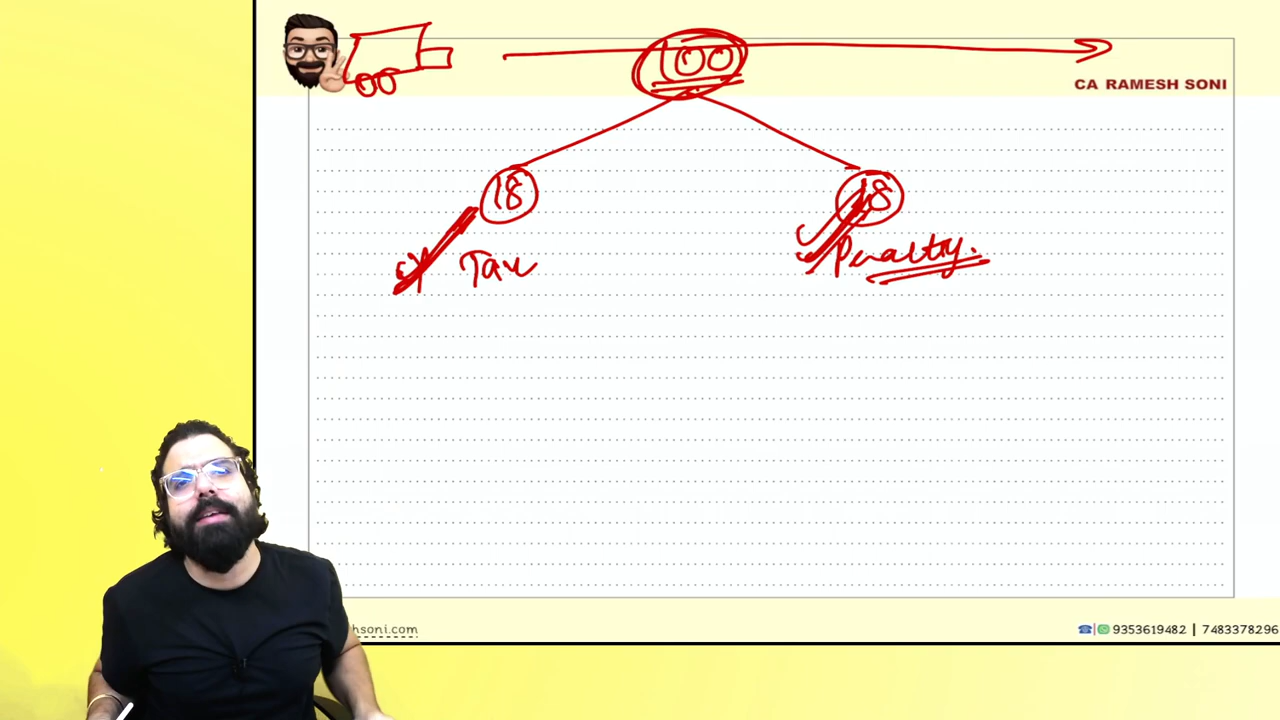 100
CA RAMESH SONI
18 18
Tax Penalty.
hsoni.com
9353619482 | 7483378296